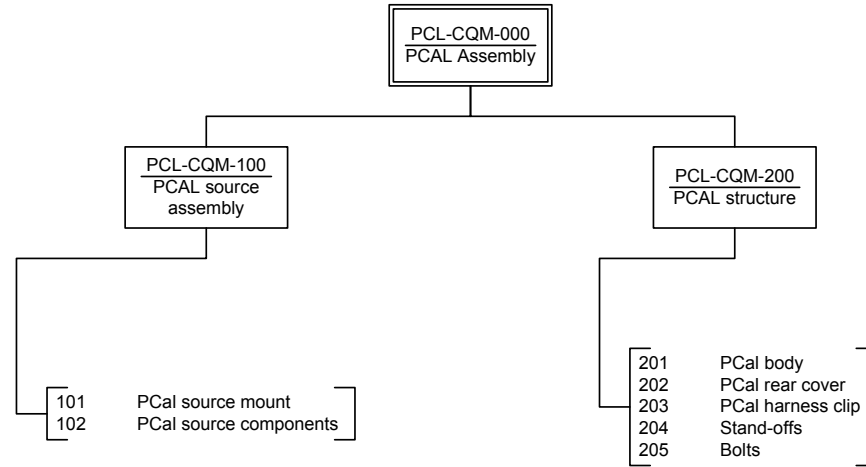 PCL-CQM-000
PCAL Assembly
PCL-CQM-100
PCAL source
assembly
PCL-CQM-200
PCAL structure
101 PCal source mount
102 PCal source components
201 PCal body
202 PCal rear cover
203 PCal harness clip
204 Stand-offs
205 Bolts